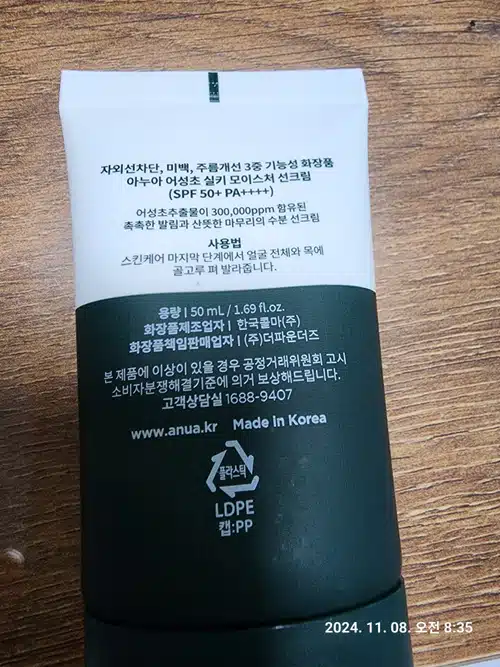 자외선차단, 미백, 주름개선 3중 기능성 화장품
아누아 어성초 실키 모이스처 선크림
(SPF 50+ PA++++)
어성초추출물이 300,000ppm 함유된
촉촉한 발림과 산뜻한 마무리의 수분 선크림
사용법
스킨케어 마지막 단계에서 얼굴 전체와 목에
골고루 펴 발라줍니다.
용량 | 50 mL / 1.69 fl.oz.
화장품제조업자 | 한국콜마(주)
화장품책임판매업자 | (주)더파운더즈
본 제품에 이상이 있을 경우 공정거래위원회 고시
소비자분쟁해결기준에 의거 보상해드립니다.
고객상담실 1688-9407
www.anua.kr Made in Korea
플라스틱
LDPE
캡:PP
2024. 11. 08. 오전 8:35